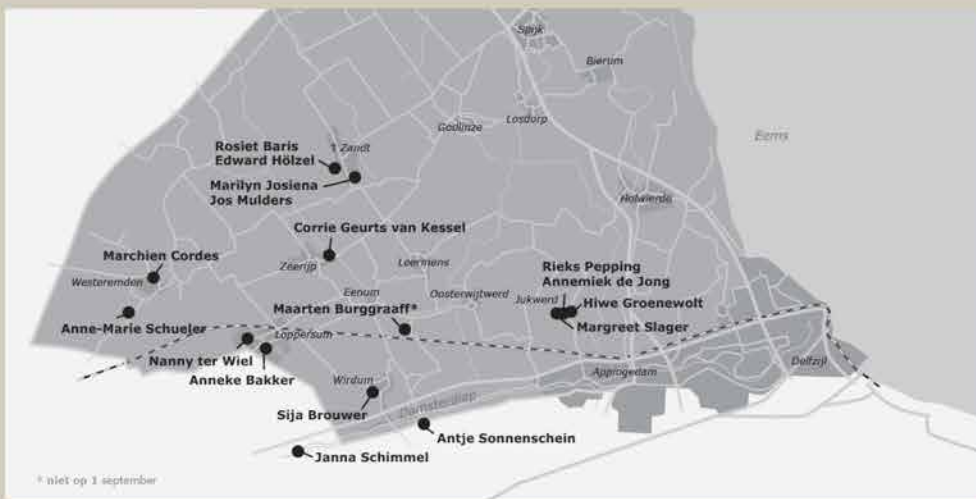 Spijk
Bierum
Godlinze
Losdorp
Eems
Rosiet Baris
Edward Hölzel
't Zandt
Marilyn Josiena
Jos Mulders
Holwierde
Corrie Geurts van Kessel
Marchien Cordes
Westeremden
Zeerijp
Loermens
Eenum
Oosterwijtwerd
Rieks Pepping
Annemiek de Jong
Jukwerd
Hiwe Groenewolt
Maarten Burggraaff*
Margreet Slager
Anne-Marie Schueler
Loppersum
Nanny ter Wiel
Anneke Bakker
Wirdum
Appingedam
Delfzijl
Sija Brouwer
Damsterdiep
Antje Sonnenschein
Janna Schimmel
* niet op 1 september